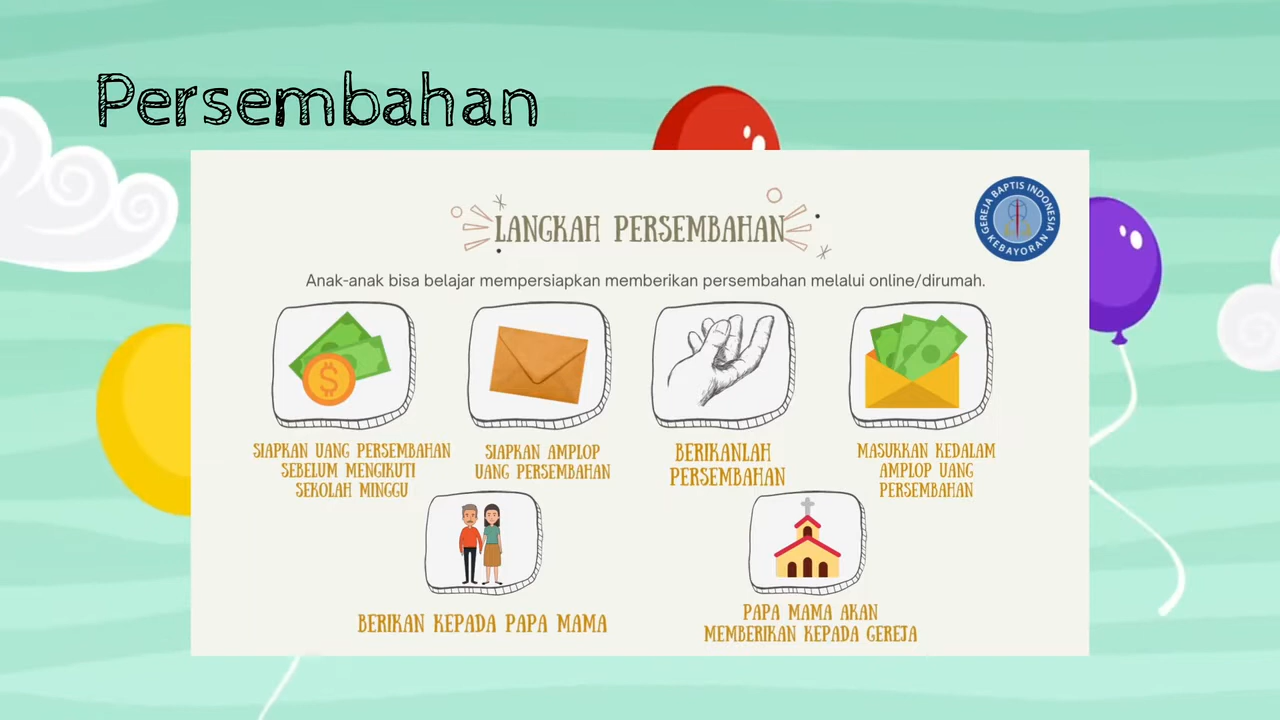 Persembahan
LANGKAH PERSEMBAHAN
GEREJA BAPTIS INDONESIA
KEBAYORAN
Anak-anak bisa belajar mempersiapkan memberikan persembahan melalui online/dirumah.
SIAPKAN UANG PERSEMBAHAN
SEBELUM MENGIKUTI
SEKOLAH MINGGU
SIAPKAN AMPLOP
UANG PERSEMBAHAN
BERIKANLAH
PERSEMBAHAN
MASUKKAN KEDALAM
AMPLOP UANG
PERSEMBAHAN
BERIKAN KEPADA PAPA MAMA
PAPA MAMA AKAN
MEMBERIKAN KEPADA GEREJA